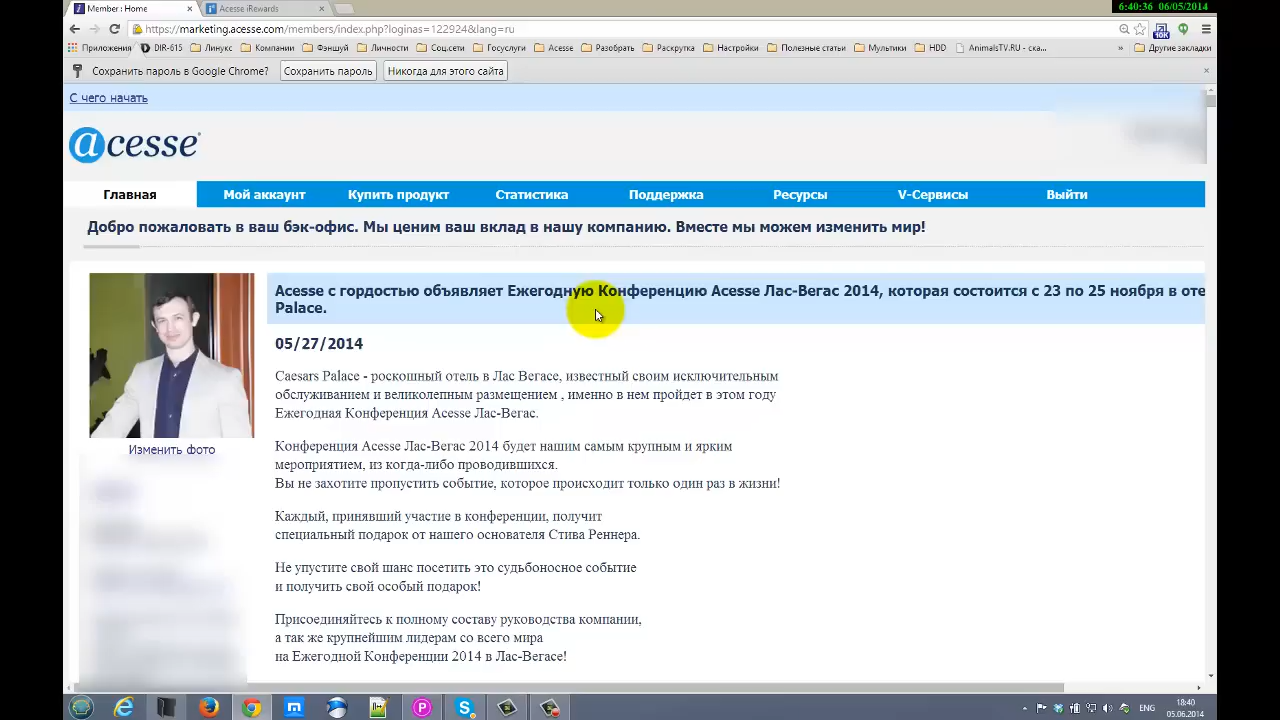 6:40:36 06/05/2014
Member : Home
Acesse iRewards
https://marketing.acesse.com/members/index.php?loginas=122924&lang=ru
Приложения
DIR-615
Линукс
Компании
Фэншуй
Личности
Соц.сети
Госуслуги
Acesse
Разобрать
Раскрутка
Настройки
Полезные статьи
Мультики
HDD
AnimalsTV.RU - ска...
»
Другие закладки
Сохранить пароль в Google Chrome?
Сохранить пароль
Никогда для этого сайта
С чего начать
acesse
Главная
Мой аккаунт
Купить продукт
Статистика
Поддержка
Ресурсы
V-Сервисы
Выйти
Добро пожаловать в ваш бэк-офис. Мы ценим ваш вклад в нашу компанию. Вместе мы можем изменить мир!
Acesse с гордостью объявляет Ежегодную Конференцию Acesse Лас-Вегас 2014, которая состоится с 23 по 25 ноября в оте
Palace.
05/27/2014
Caesars Palace - роскошный отель в Лас Вегасе, известный своим исключительным
обслуживанием и великолепным размещением , именно в нем пройдет в этом году
Ежегодная Конференция Acesse Лас-Вегас.
Конференция Acesse Лас-Вегас 2014 будет нашим самым крупным и ярким
мероприятием, из когда-либо проводившихся.
Вы не захотите пропустить событие, которое происходит только один раз в жизни!
Каждый, принявший участие в конференции, получит
специальный подарок от нашего основателя Стива Реннера.
Не упустите свой шанс посетить это судьбоносное событие
и получить свой особый подарок!
Присоединяйтесь к полному составу руководства компании,
а так же крупнейшим лидерам со всего мира
на Ежегодной Конференции 2014 в Лас-Вегасе!
Изменить фото
ENG
18:40
05.06.2014